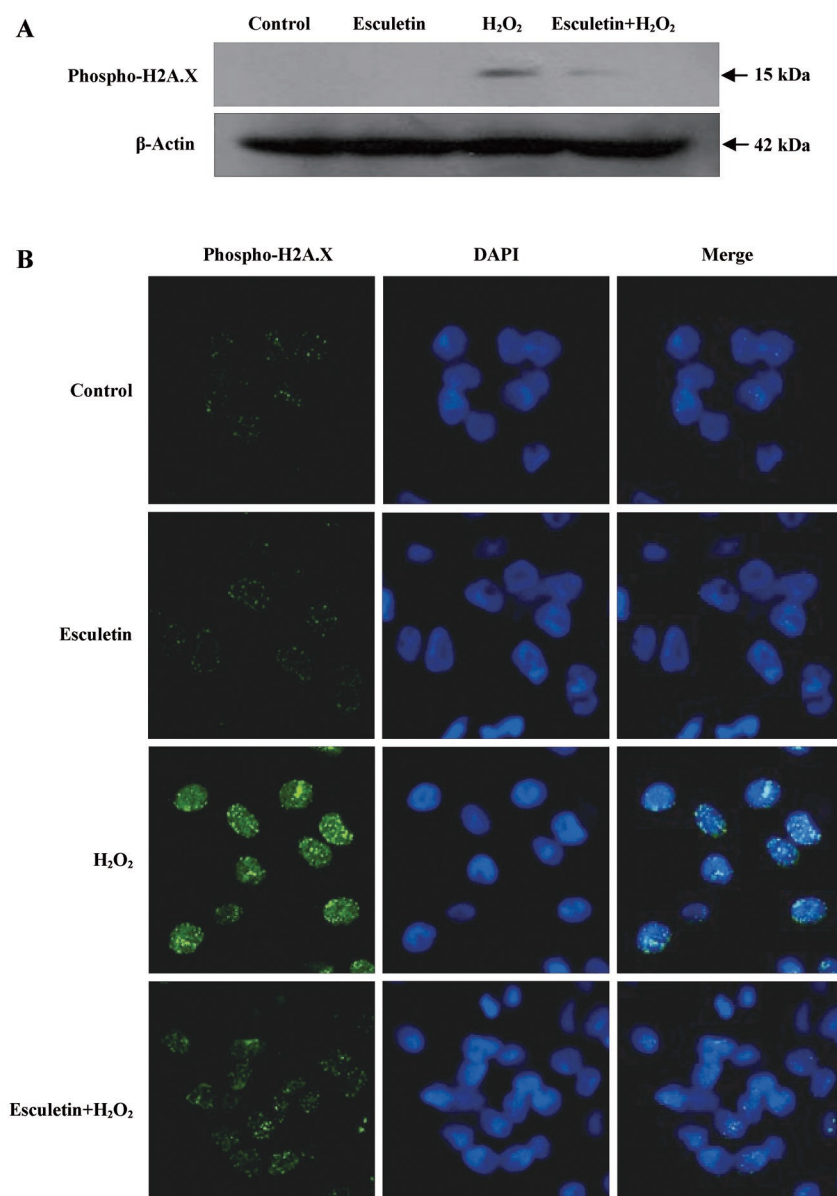 A
Control Esculetin H₂O₂ Esculetin+H₂O₂
Phospho-H2A.X 15 kDa
β-Actin 42 kDa
B
Phospho-H2A.X DAPI Merge
Control
Esculetin
H₂O₂
Esculetin+H₂O₂